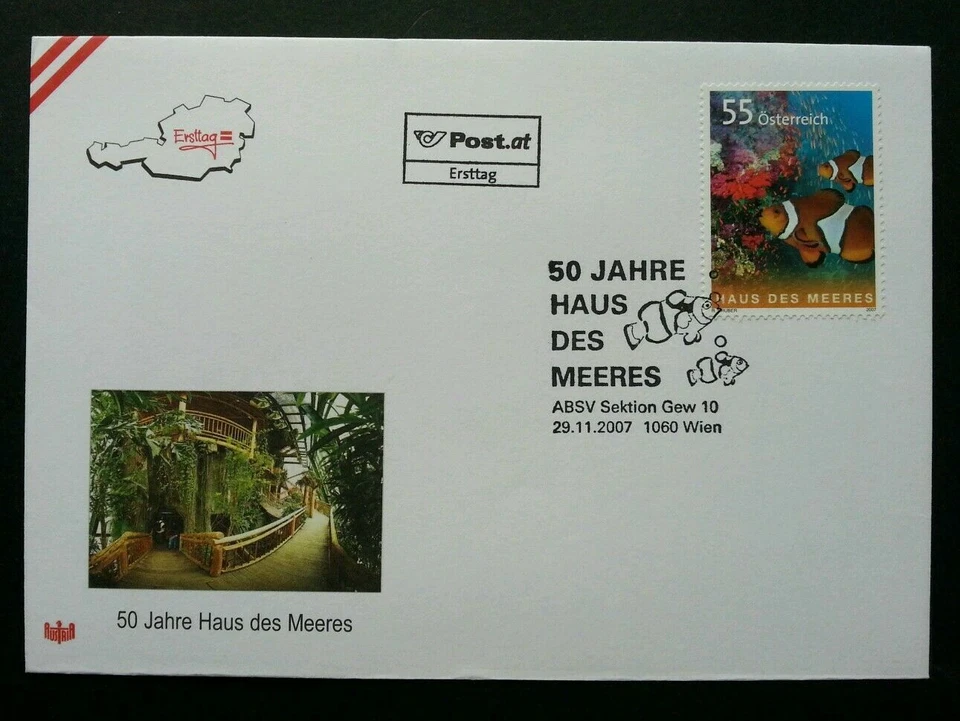 Ersttag
Post.at
Ersttag
55 Österreich
HAUS DES MEERES
2007
50 JAHRE
HAUS
DES
MEERES
ABSV Sektion Gew 10
29.11.2007 1060 Wien
50 Jahre Haus des Meeres
AUSTRIA